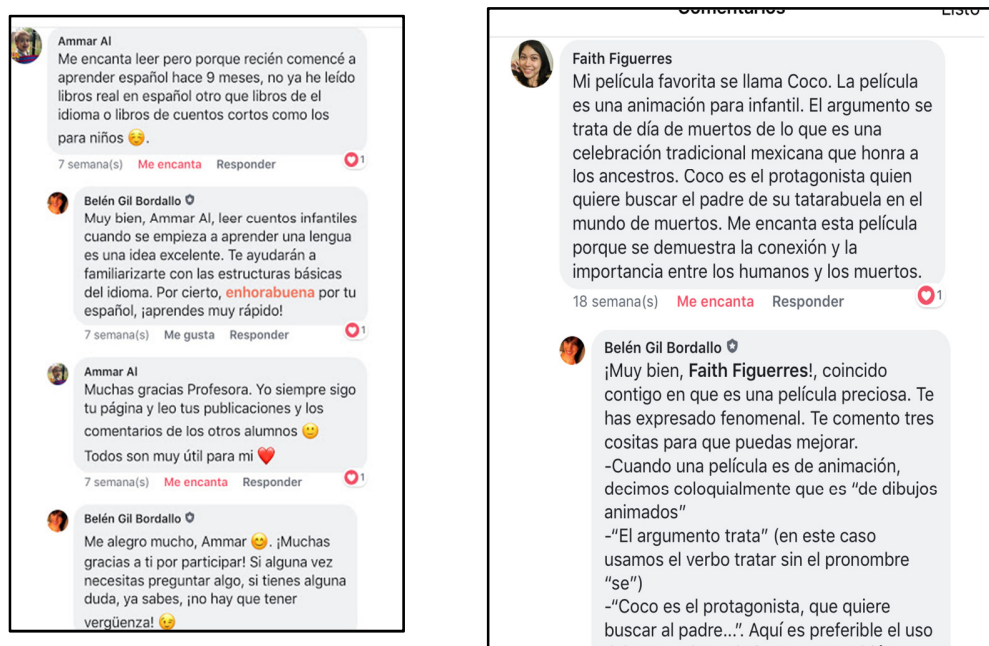 Ammar Al
Me encanta leer pero porque recién comencé a
aprender español hace 9 meses, no ya he leído
libros real en español otro que libros de el
idioma o libros de cuentos cortos como los
para niños ☺️.
7 semana(s) Me encanta Responder 1
Belén Gil Bordallo
Muy bien, Ammar Al, leer cuentos infantiles
cuando se empieza a aprender una lengua
es una idea excelente. Te ayudarán a
familiarizarte con las estructuras básicas
del idioma. Por cierto, enhorabuena por tu
español, ¡aprendes muy rápido!
7 semana(s) Me gusta Responder 1
Ammar Al
Muchas gracias Profesora. Yo siempre sigo
tu página y leo tus publicaciones y los
comentarios de los otros alumnos 🙂
Todos son muy útil para mi ❤️
7 semana(s) Me encanta Responder 1
Belén Gil Bordallo
Me alegro mucho, Ammar 😊. ¡Muchas
gracias a ti por participar! Si alguna vez
necesitas preguntar algo, si tienes alguna
duda, ya sabes, ¡no hay que tener
vergüenza! 😉
Comentarios Listo
Faith Figuerres
Mi película favorita se llama Coco. La película
es una animación para infantil. El argumento se
trata de día de muertos de lo que es una
celebración tradicional mexicana que honra a
los ancestros. Coco es el protagonista quien
quiere buscar el padre de su tatarabuela en el
mundo de muertos. Me encanta esta película
porque se demuestra la conexión y la
importancia entre los humanos y los muertos.
18 semana(s) Me encanta Responder 1
Belén Gil Bordallo
¡Muy bien, Faith Figuerres!, coincido
contigo en que es una película preciosa. Te
has expresado fenomenal. Te comento tres
cositas para que puedas mejorar.
-Cuando una película es de animación,
decimos coloquialmente que es “de dibujos
animados”
-“El argumento trata” (en este caso
usamos el verbo tratar sin el pronombre
“se”)
-“Coco es el protagonista, que quiere
buscar al padre...”. Aquí es preferible el uso